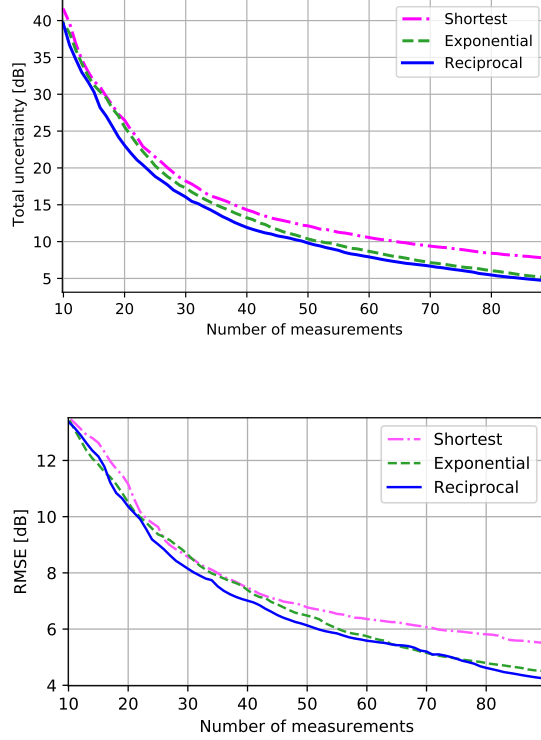 Total uncertainty [dB]
40
35
30
25
20
15
10
5
Shortest
Exponential
Reciprocal
10 20 30 40 50 60 70 80
Number of measurements
RMSE [dB]
12
10
8
6
4
Shortest
Exponential
Reciprocal
10 20 30 40 50 60 70 80
Number of measurements